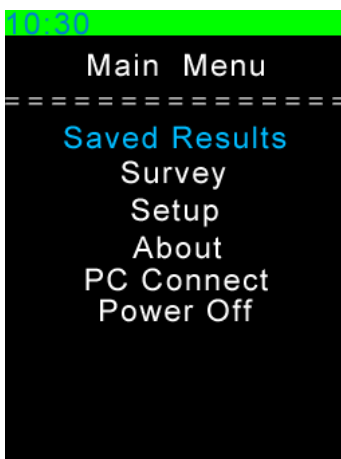 10:30
Main Menu
================
Saved Results
Survey
Setup
About
PC Connect
Power Off